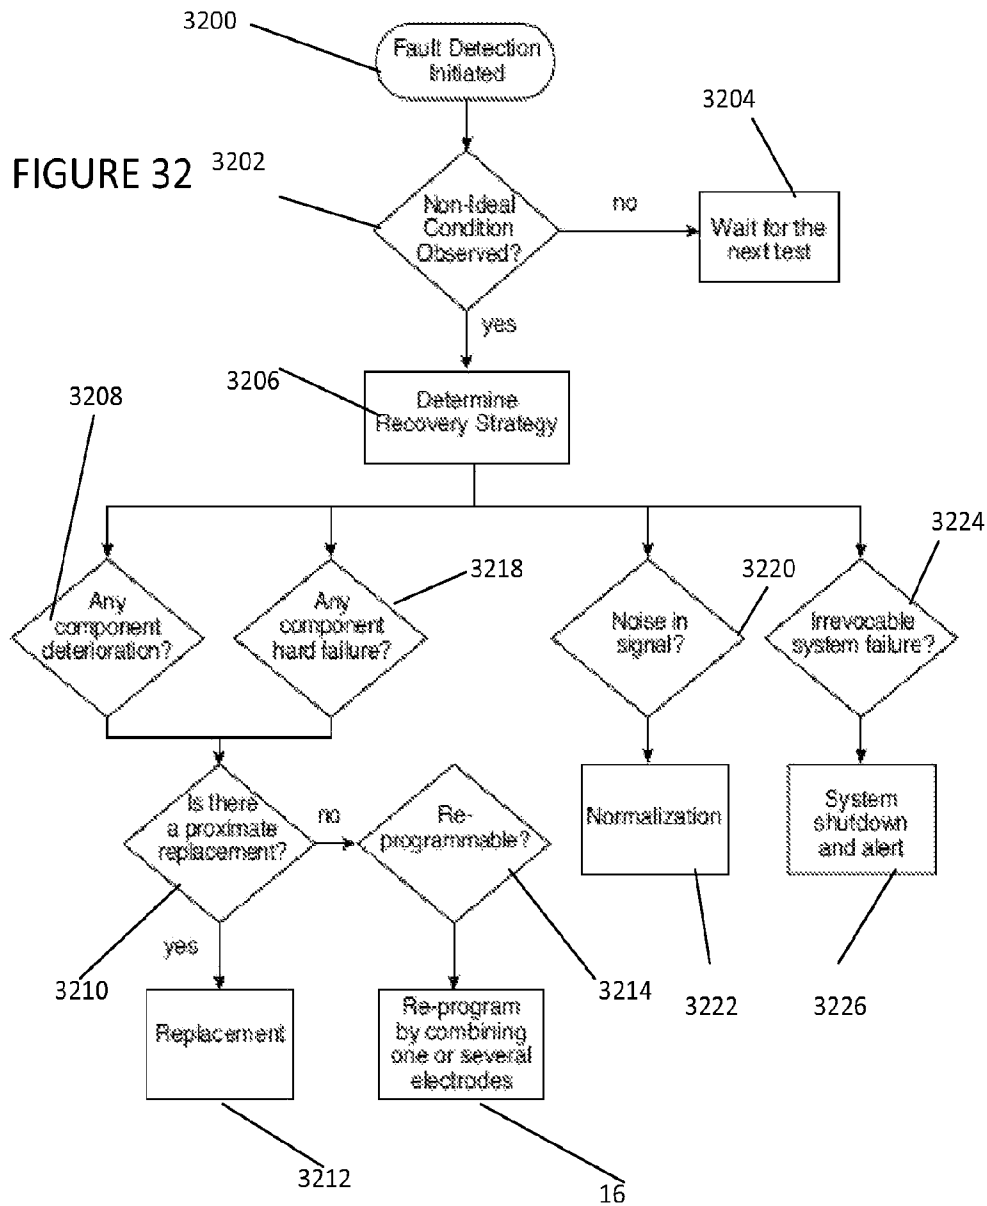 3200
Fault Detection
Initiated
3204
FIGURE 32
3202
Non-Ideal
Condition
Observed?
no
Wait for the
next test
yes
3206
Determine
Recovery Strategy
3208
3218
3220
3224
Any
component
deterioration?
Any
component
hard failure?
Noise in
signal?
Irrevocable
system failure?
Is there
a proximate
replacement?
no
Re-
programmable?
Normalization
System
shutdown
and alert
yes
3210
3214
3222
3226
Replacement
Re-program
by combining
one or several
electrodes
3212
16